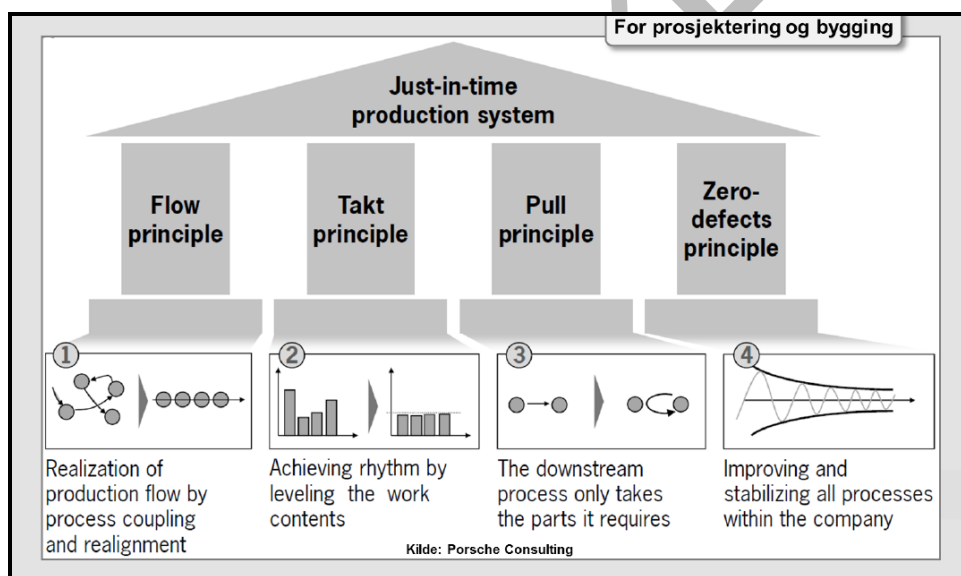 For prosjektering og bygging
Just-in-time
production system
Flow
principle
Takt
principle
Pull
principle
Zero-
defects
principle
1
2
3
4
Realization of
production flow by
process coupling
and realignment
Achieving rhythm by
leveling the work
contents
The downstream
process only takes
the parts it requires
Improving and
stabilizing all processes
within the company
Kilde: Porsche Consulting